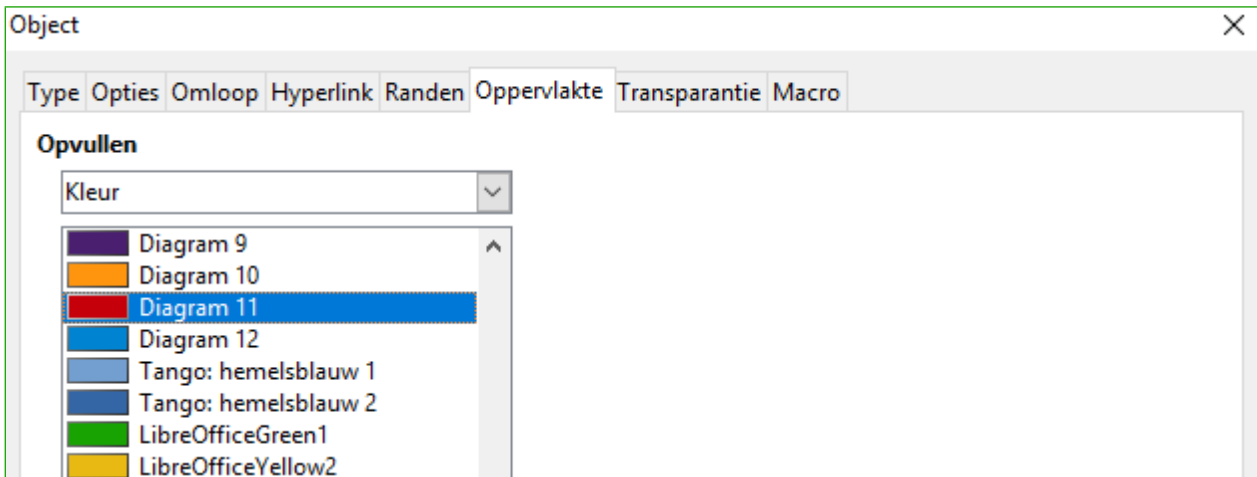 Object
Type Opties Omloop Hyperlink Randen Oppervlakte Transparantie Macro
Opvullen
Kleur
Diagram 9
Diagram 10
Diagram 11
Diagram 12
Tango: hemelsblauw 1
Tango: hemelsblauw 2
LibreOfficeGreen1
LibreOfficeYellow2